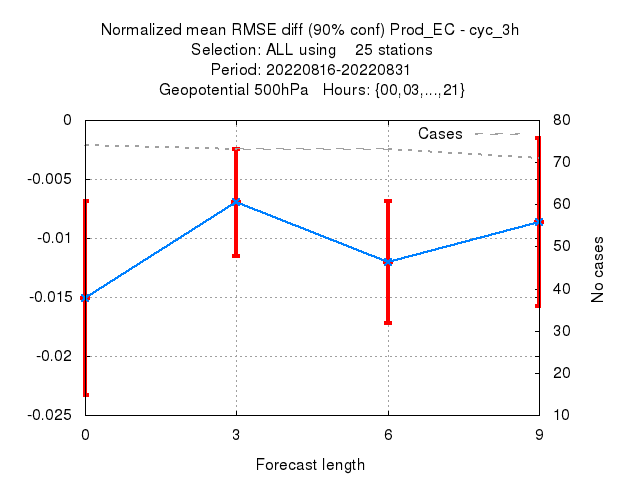 Normalized mean RMSE diff (90% conf) Prod_EC - cyc_3h
Selection: ALL using    25 stations
Period: 20220816-20220831
Geopotential 500hPa   Hours: {00,03,...,21}
0
-0.005
-0.01
-0.015
-0.02
-0.025
Cases
80
70
60
50
40
30
20
10
No cases
0
3
6
9
Forecast length